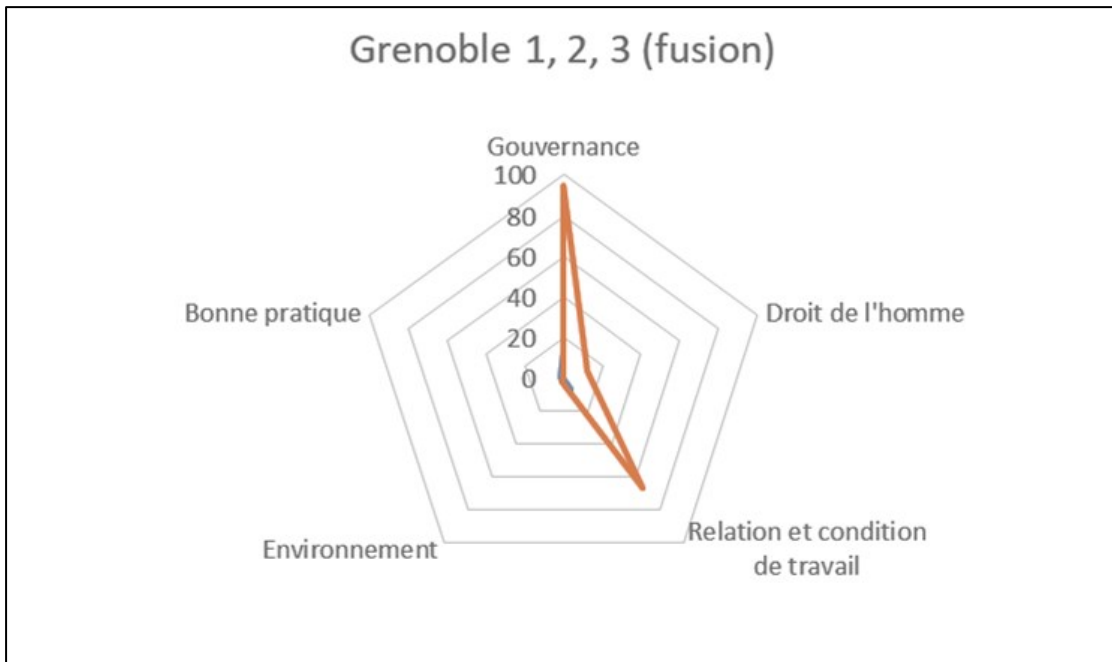 Grenoble 1, 2, 3 (fusion)
Gouvernance
100
80
60
40
20
0
Bonne pratique
Droit de l'homme
Environnement
Relation et condition
de travail